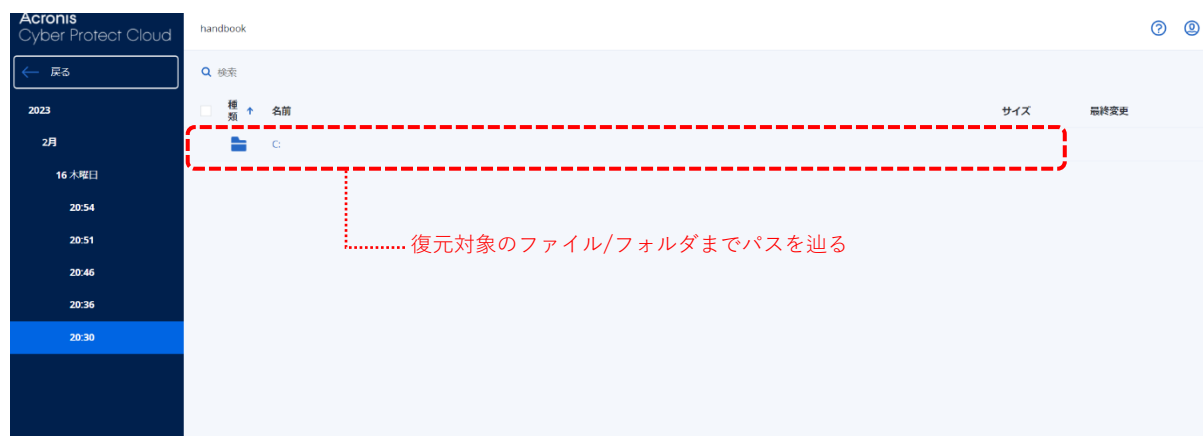 Acronis
Cyber Protect Cloud
handbook
戻る
検索
2023
種類 名前 サイズ 最終変更
2月
C:
16 木曜日
20:54
20:51
復元対象のファイル/フォルダまでパスを辿る
20:46
20:36
20:30